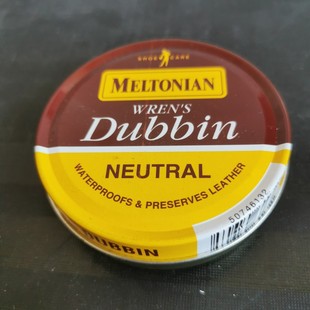 SHOE CARE
MELTONIAN
WREN'S
Dubbin
NEUTRAL
WATERPROOFS & PRESERVES LEATHER
DUBBIN